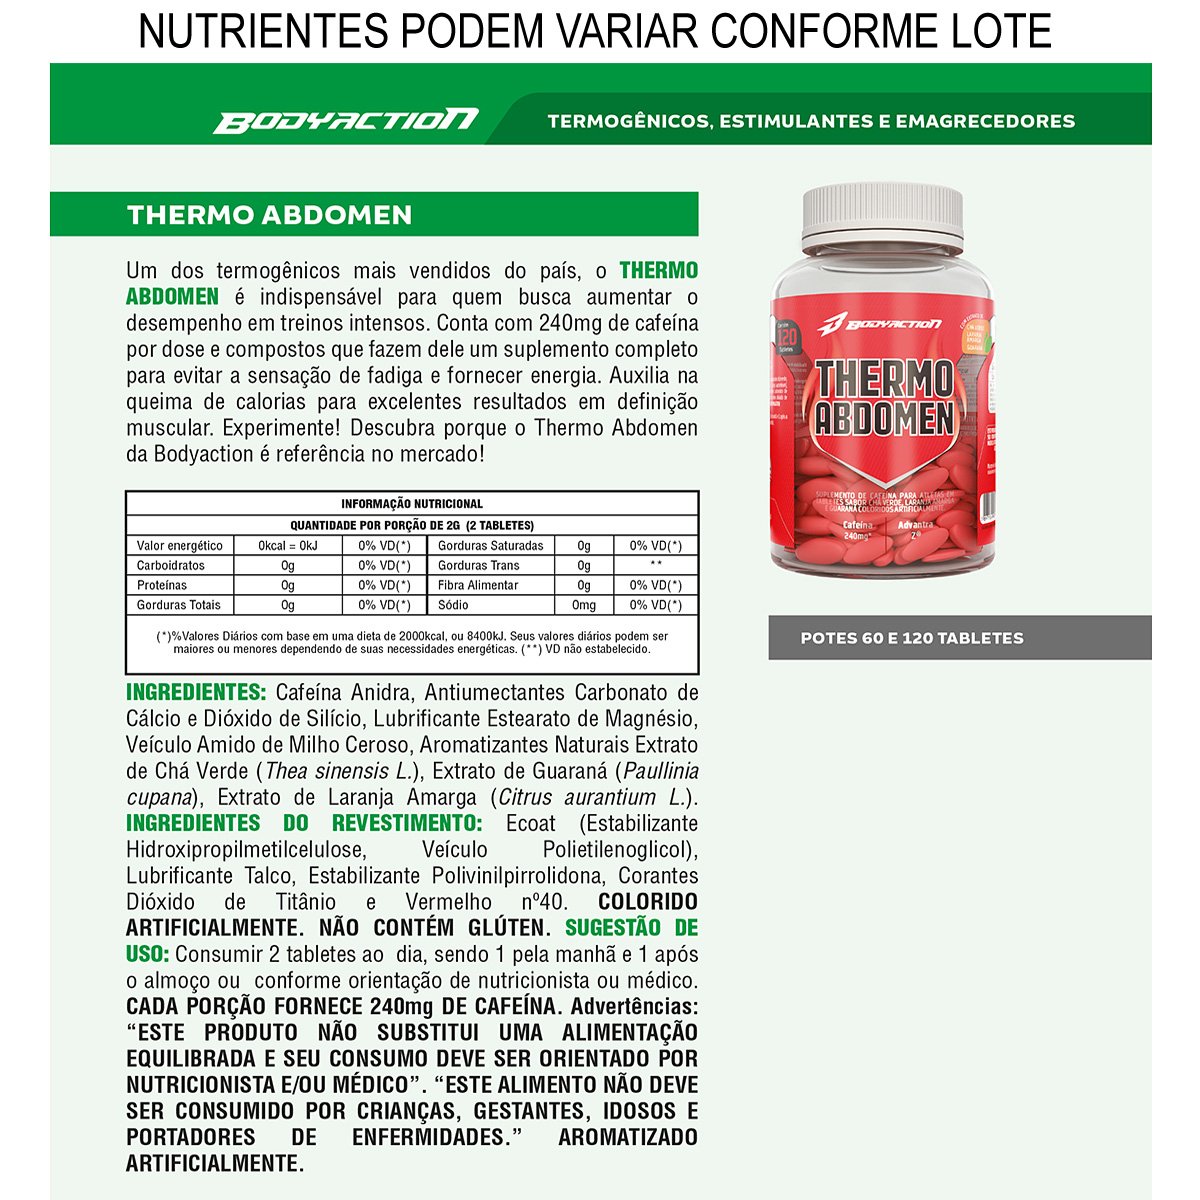 NUTRIENTES PODEM VARIAR CONFORME LOTE
BODYACTION
TERMOGÊNICOS, ESTIMULANTES E EMAGRECEDORES
THERMO ABDOMEN
Um dos termogênicos mais vendidos do país, o THERMO
ABDOMEN é indispensável para quem busca aumentar o
desempenho em treinos intensos. Conta com 240mg de cafeína
por dose e compostos que fazem dele um suplemento completo
para evitar a sensação de fadiga e fornecer energia. Auxilia na
queima de calorias para excelentes resultados em definição
muscular. Experimente! Descubra porque o Thermo Abdomen
da Bodyaction é referência no mercado!
INFORMAÇÃO NUTRICIONAL
QUANTIDADE POR PORÇÃO DE 2G (2 TABLETES)
Valor energético 0kcal = 0kJ 0% VD(*) Gorduras Saturadas 0g 0% VD(*)
Carboidratos 0g 0% VD(*) Gorduras Trans 0g **
Proteínas 0g 0% VD(*) Fibra Alimentar 0g 0% VD(*)
Gorduras Totais 0g 0% VD(*) Sódio 0mg 0% VD(*)
(*)%Valores Diários com base em uma dieta de 2000kcal, ou 8400kJ. Seus valores diários podem ser
maiores ou menores dependendo de suas necessidades energéticas. (**) VD não estabelecido.
INGREDIENTES: Cafeína Anidra, Antiumectantes Carbonato de
Cálcio e Dióxido de Silício, Lubrificante Estearato de Magnésio,
Veículo Amido de Milho Ceroso, Aromatizantes Naturais Extrato
de Chá Verde (Thea sinensis L.), Extrato de Guaraná (Paullinia
cupana), Extrato de Laranja Amarga (Citrus aurantium L.).
INGREDIENTES DO REVESTIMENTO: Ecoat (Estabilizante
Hidroxipropilmetilcelulose, Veículo Polietilenoglicol),
Lubrificante Talco, Estabilizante Polivinilpirrolidona, Corantes
Dióxido de Titânio e Vermelho nº40. COLORIDO
ARTIFICIALMENTE. NÃO CONTÉM GLÚTEN. SUGESTÃO DE
USO: Consumir 2 tabletes ao dia, sendo 1 pela manhã e 1 após
o almoço ou conforme orientação de nutricionista ou médico.
CADA PORÇÃO FORNECE 240mg DE CAFEÍNA. Advertências:
“ESTE PRODUTO NÃO SUBSTITUI UMA ALIMENTAÇÃO
EQUILIBRADA E SEU CONSUMO DEVE SER ORIENTADO POR
NUTRICIONISTA E/OU MÉDICO”. “ESTE ALIMENTO NÃO DEVE
SER CONSUMIDO POR CRIANÇAS, GESTANTES, IDOSOS E
PORTADORES DE ENFERMIDADES.” AROMATIZADO
ARTIFICIALMENTE.
BODYACTION
120
Tabletes
THERMO
ABDOMEN
SUPLEMENTO DE CAFEÍNA PARA ATLETAS EM
TABLETES SABOR CHÁ VERDE, LARANJA AMARGA
E GUARANÁ COLORIDOS ARTIFICIALMENTE.
Cafeína Advantra
240mg* Z®
POTES 60 E 120 TABLETES